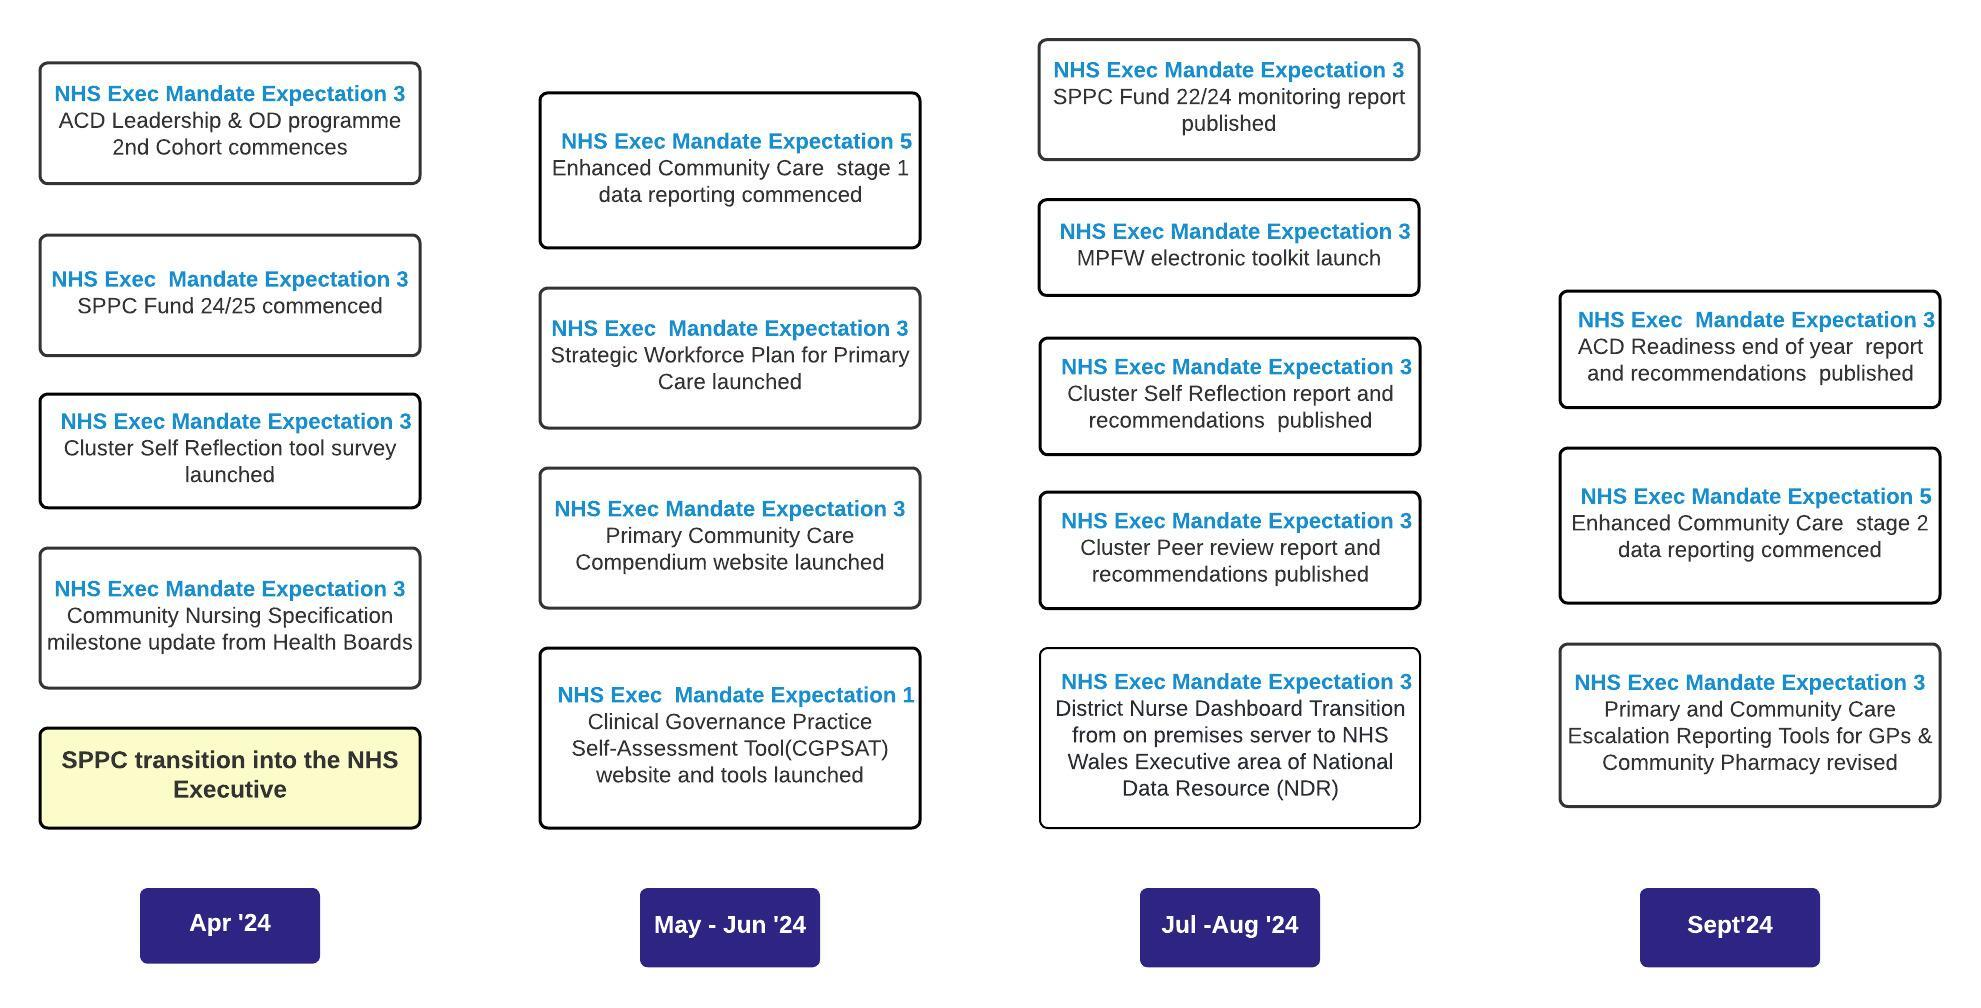 NHS Exec Mandate Expectation 3
ACD Leadership & OD programme
2nd Cohort commences
NHS Exec  Mandate Expectation 3
SPPC Fund 24/25 commenced
NHS Exec Mandate Expectation 3
Cluster Self Reflection tool survey
launched
NHS Exec Mandate Expectation 3
Community Nursing Specification
milestone update from Health Boards
SPPC transition into the NHS
Executive
Apr '24
NHS Exec Mandate Expectation 5
Enhanced Community Care  stage 1
data reporting commenced
NHS Exec  Mandate Expectation 3
Strategic Workforce Plan for Primary
Care launched
NHS Exec Mandate Expectation 3
Primary Community Care
Compendium website launched
NHS Exec  Mandate Expectation 1
Clinical Governance Practice
Self-Assessment Tool(CGPSAT)
website and tools launched
May - Jun '24
NHS Exec Mandate Expectation 3
SPPC Fund 22/24 monitoring report
published
NHS Exec Mandate Expectation 3
MPFW electronic toolkit launch
NHS Exec Mandate Expectation 3
Cluster Self Reflection report and
recommendations  published
NHS Exec Mandate Expectation 3
Cluster Peer review report and
recommendations published
NHS Exec Mandate Expectation 3
District Nurse Dashboard Transition
from on premises server to NHS
Wales Executive area of National
Data Resource (NDR)
Jul -Aug '24
NHS Exec  Mandate Expectation 3
ACD Readiness end of year  report
and recommendations  published
NHS Exec Mandate Expectation 5
Enhanced Community Care  stage 2
data reporting commenced
NHS Exec Mandate Expectation 3
Primary and Community Care
Escalation Reporting Tools for GPs &
Community Pharmacy revised
Sept'24